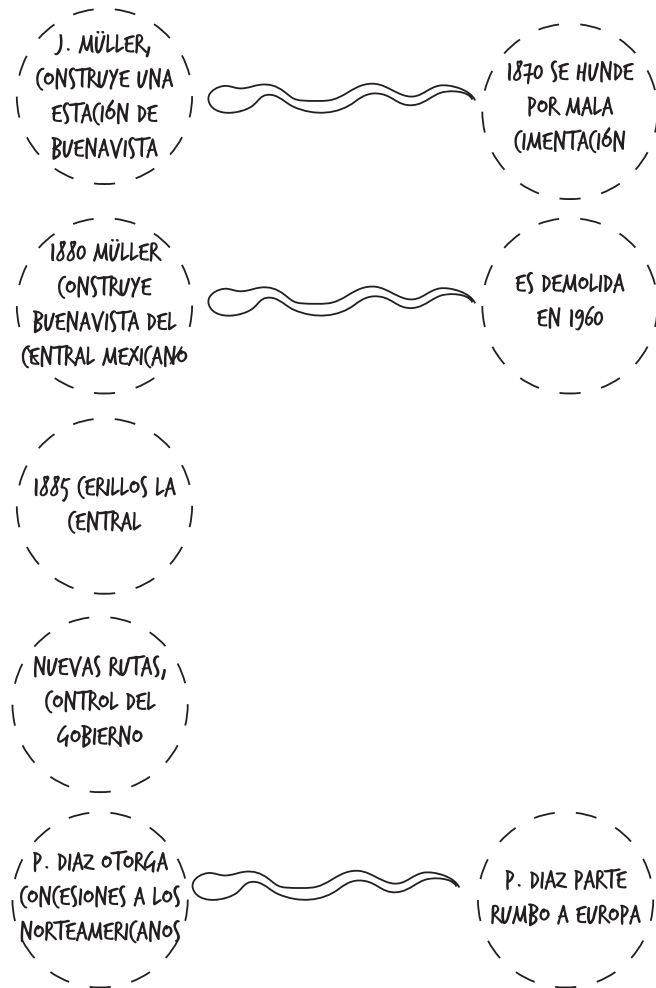 J. MÜLLER,
CONSTRUYE UNA
ESTACIÓN DE
BUENAVISTA
1870 SE HUNDE
POR MALA
CIMENTACIÓN
1880 MÜLLER
CONSTRUYE
BUENAVISTA DEL
CENTRAL MEXICANO
ES DEMOLIDA
EN 1960
1885 CERILLOS LA
CENTRAL
NUEVAS RUTAS,
CONTROL DEL
GOBIERNO
P. DIAZ OTORGA
CONCESIONES A LOS
NORTEAMERICANOS
P. DIAZ PARTE
RUMBO A EUROPA